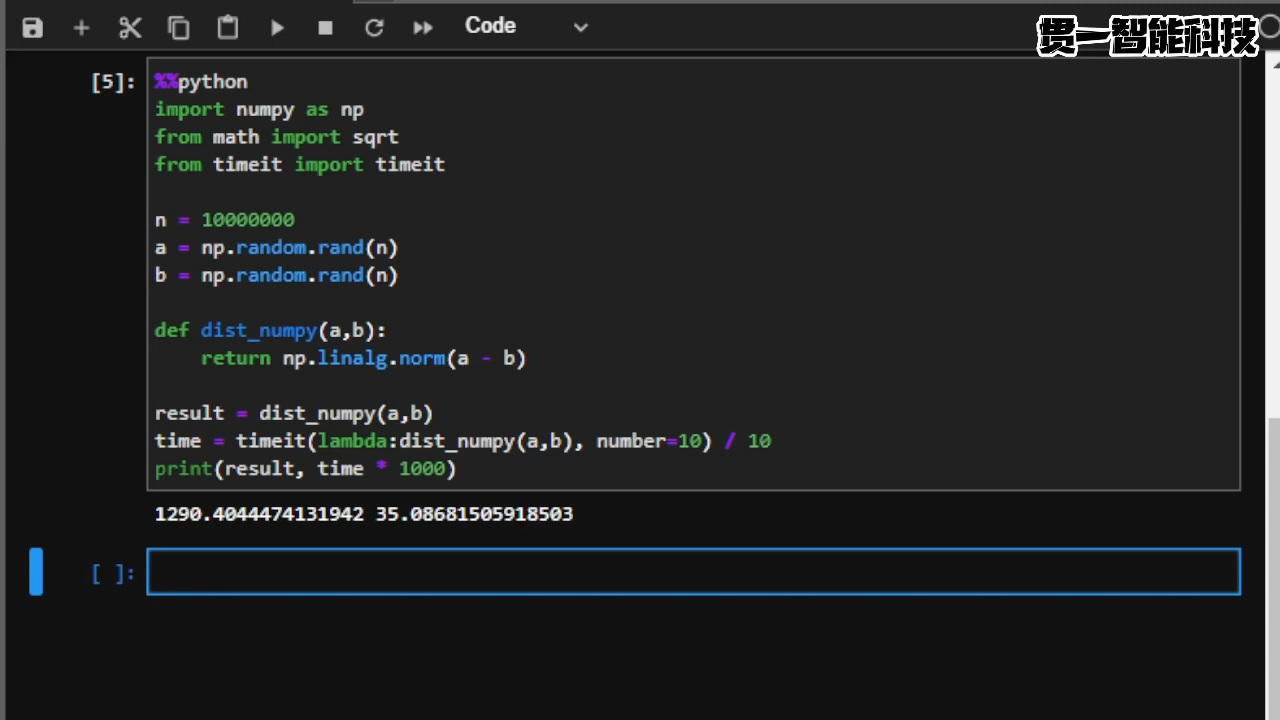 Code
贯一智能科技
[5]:
%%python
import numpy as np
from math import sqrt
from timeit import timeit
n = 10000000
a = np.random.rand(n)
b = np.random.rand(n)
def dist_numpy(a,b):
    return np.linalg.norm(a - b)
result = dist_numpy(a,b)
time = timeit(lambda:dist_numpy(a,b), number=10) / 10
print(result, time * 1000)
1290.4044474131942 35.08681505918503
[ ]: